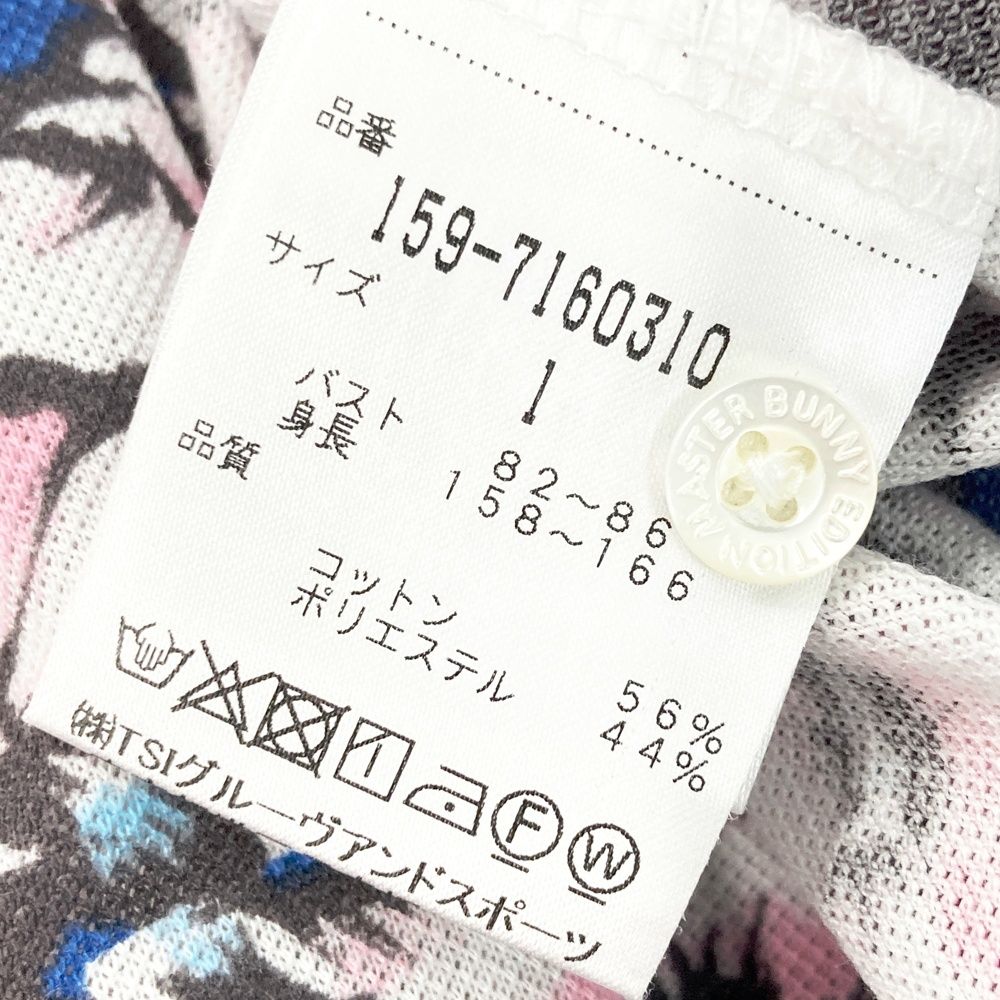 品番
159-7160310
サイズ
1
バスト 82～86
身長 158～166
品質
コットン 56%
ポリエステル 44%
F W
㈱TSIグルーヴアンドスポーツ
MASTER BUNNY EDITION